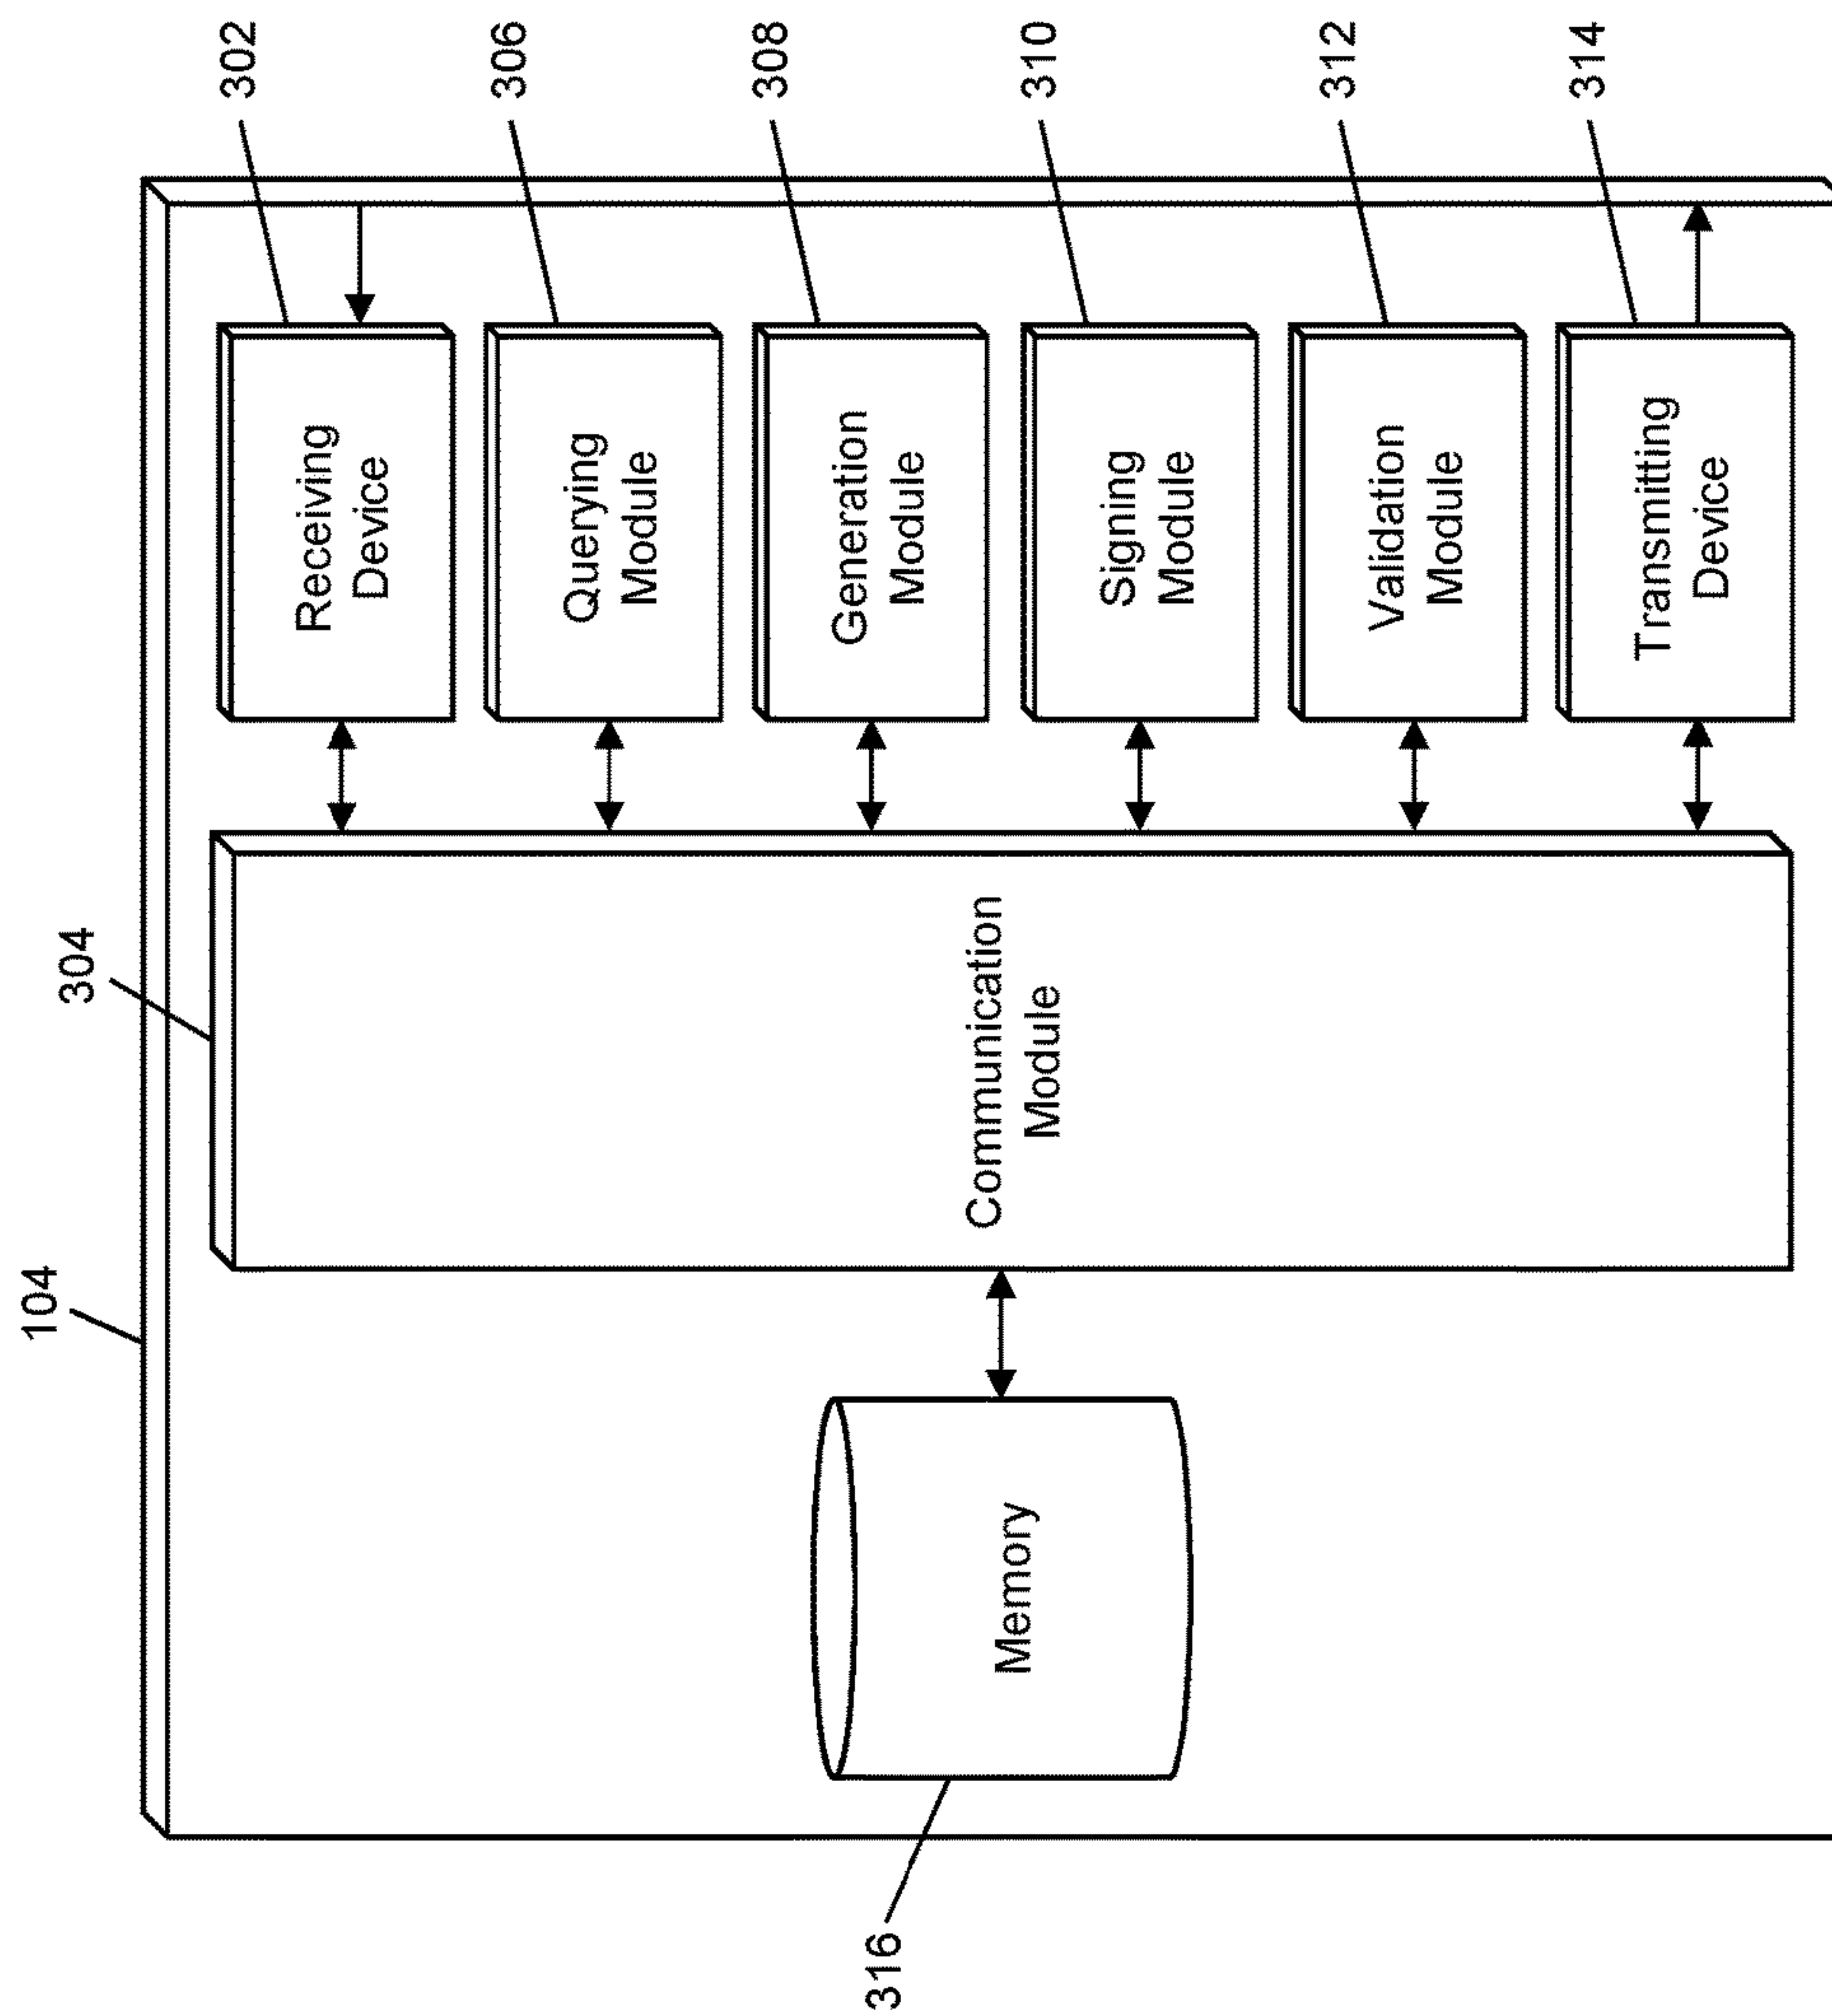 104
304
302
Receiving
Device
306
Querying
Module
308
Generation
Module
316
Memory
Communication
Module
310
Signing
Module
312
Validation
Module
314
Transmitting
Device